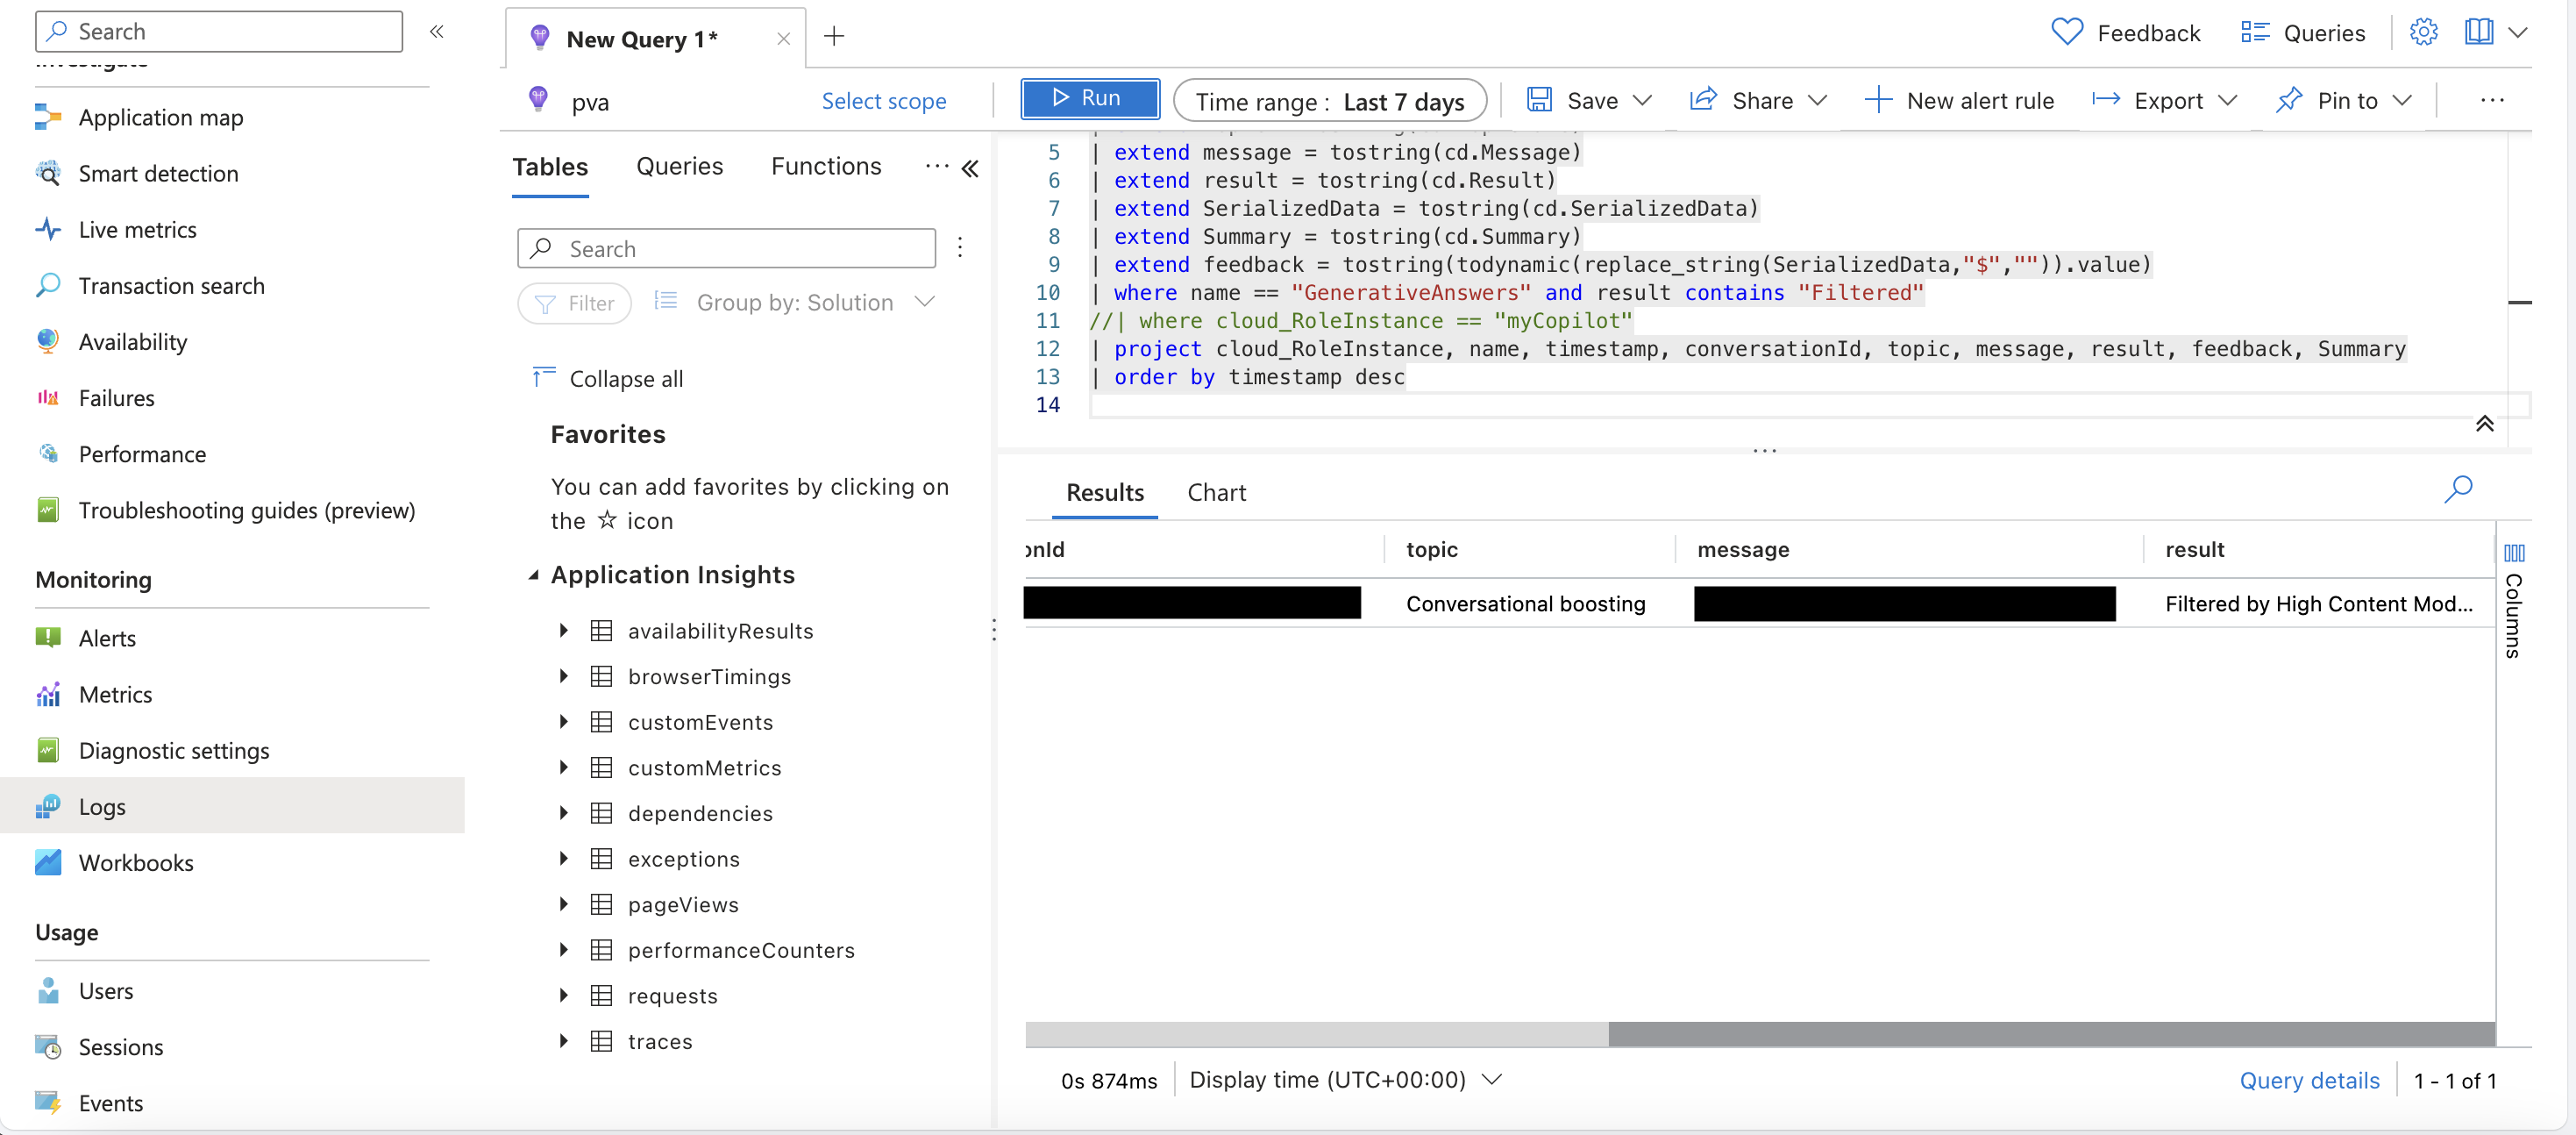 Search
Investigate
Application map
Smart detection
Live metrics
Transaction search
Availability
Failures
Performance
Troubleshooting guides (preview)
Monitoring
Alerts
Metrics
Diagnostic settings
Logs
Workbooks
Usage
Users
Sessions
Events
New Query 1*
Feedback
Queries
pva
Select scope
Run
Time range : Last 7 days
Save
Share
New alert rule
Export
Pin to
Tables
Queries
Functions
Search
Filter
Group by: Solution
Collapse all
Favorites
You can add favorites by clicking on
the ☆ icon
Application Insights
availabilityResults
browserTimings
customEvents
customMetrics
dependencies
exceptions
pageViews
performanceCounters
requests
traces
5 | extend message = tostring(cd.Message)
6 | extend result = tostring(cd.Result)
7 | extend SerializedData = tostring(cd.SerializedData)
8 | extend Summary = tostring(cd.Summary)
9 | extend feedback = tostring(todynamic(replace_string(SerializedData,"$","")).value)
10 | where name == "GenerativeAnswers" and result contains "Filtered"
11 //| where cloud_RoleInstance == "myCopilot"
12 | project cloud_RoleInstance, name, timestamp, conversationId, topic, message, result, feedback, Summary
13 | order by timestamp desc
14
Results
Chart
onId
topic
message
result
Conversational boosting
Filtered by High Content Mod...
Columns
0s 874ms
Display time (UTC+00:00)
Query details
1 - 1 of 1